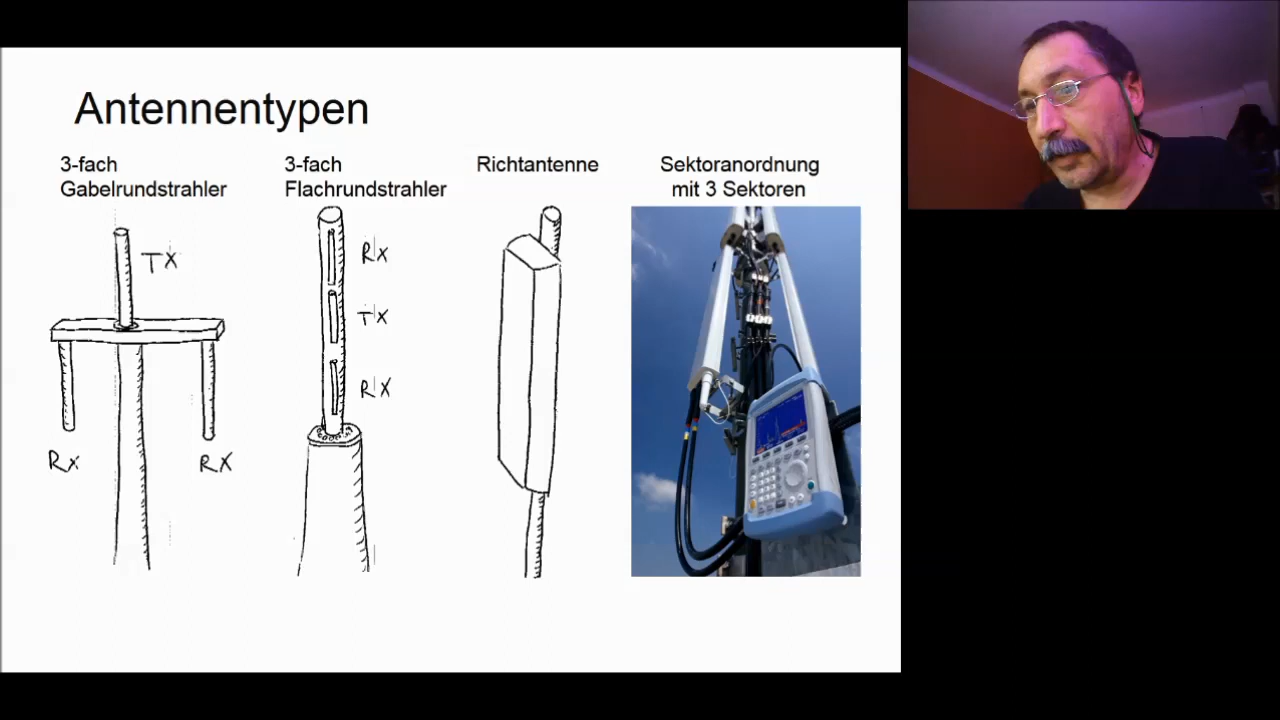 Antennentypen
3-fach
Gabelrundstrahler
3-fach
Flachrundstrahler
Richtantenne
Sektoranordnung
mit 3 Sektoren
TX
RX
RX
RX
TX
RX